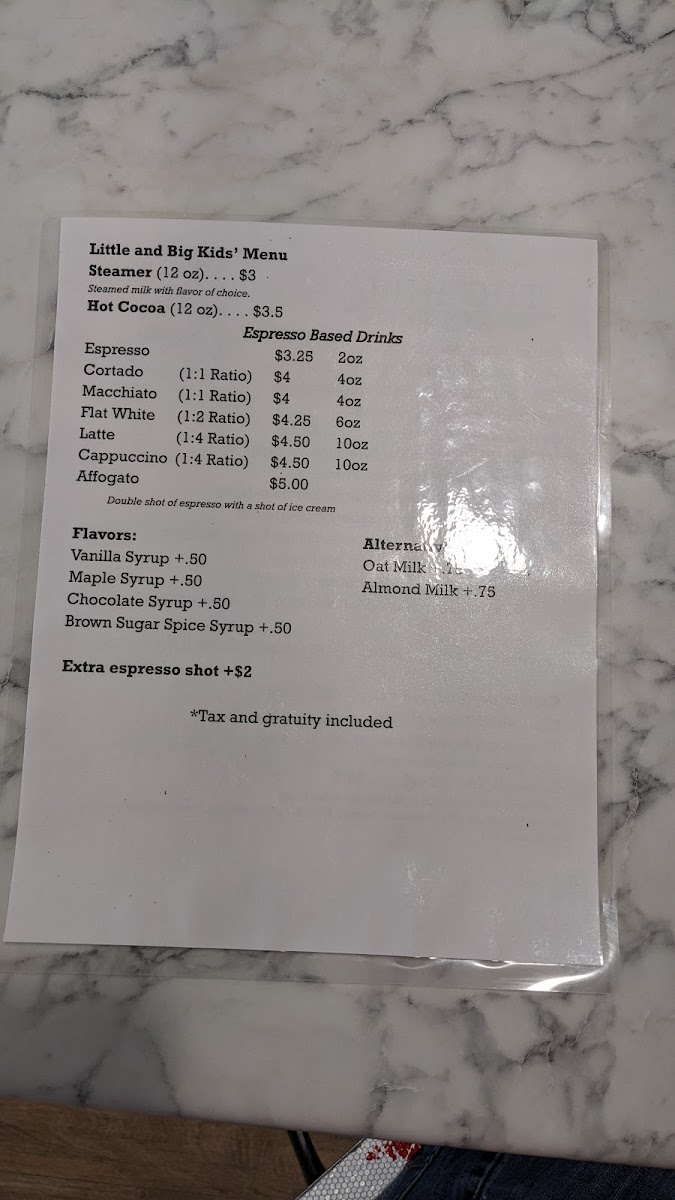 Little and Big Kids' Menu
Steamer (12 oz). . . . $3
Steamed milk with flavor of choice.
Hot Cocoa (12 oz). . . . $3.5
Espresso Based Drinks
Espresso $3.25 2oz
Cortado (1:1 Ratio) $4 4oz
Macchiato (1:1 Ratio) $4 4oz
Flat White (1:2 Ratio) $4.25 6oz
Latte (1:4 Ratio) $4.50 10oz
Cappuccino (1:4 Ratio) $4.50 10oz
Affogato $5.00
Double shot of espresso with a shot of ice cream
Flavors:
Vanilla Syrup +.50
Maple Syrup +.50
Chocolate Syrup +.50
Brown Sugar Spice Syrup +.50
Oat Milk
Almond Milk +.75
Extra espresso shot +$2
*Tax and gratuity included